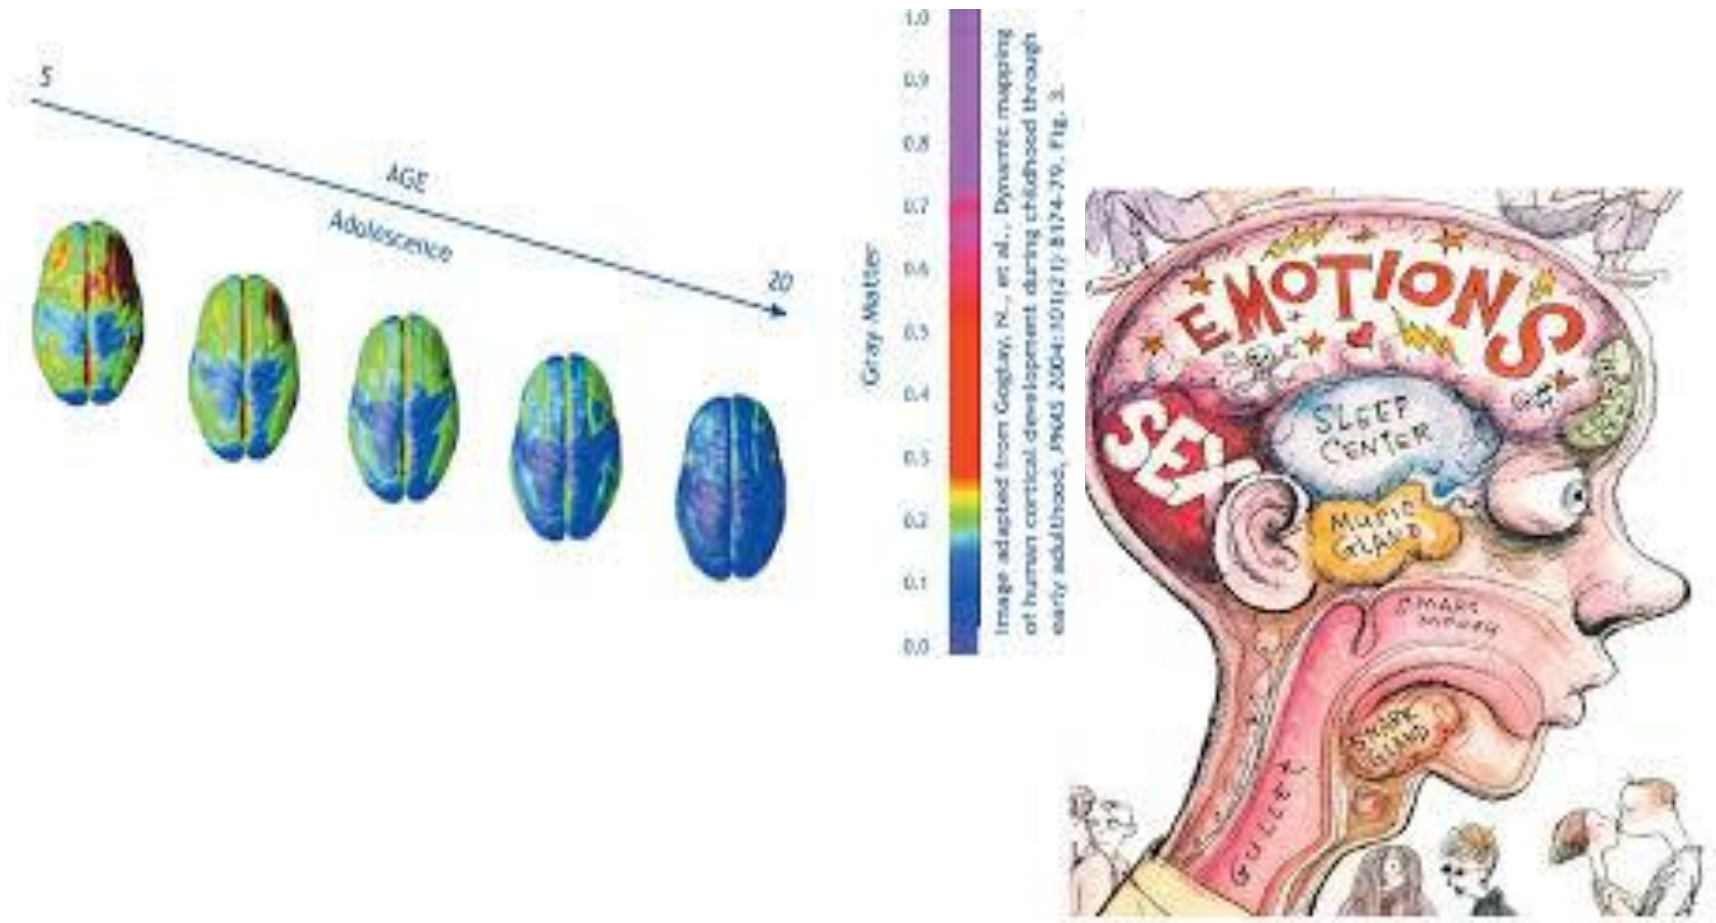 5
AGE
Adolescence
20
Gray Matter
1.0
0.9
0.8
0.7
0.6
0.5
0.4
0.3
0.2
0.1
0.0
Image adapted from Gogtay, N., et al., Dynamic mapping
of human cortical development during childhood through
early adulthood, PNAS 2004;101(21) 8174-79. Fig. 3.
EMOTIONS
SLEEP
CENTER
SEX
MUSIC
GLAND
SMART
MOUTH
SNARK
GLAND
GULLET